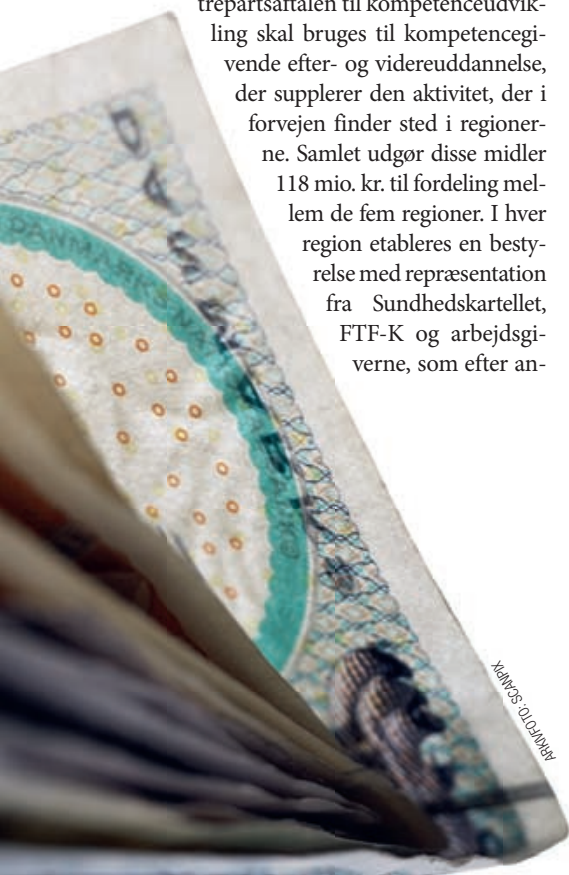 trepartsaftalen til kompetenceudvik-
ling skal bruges til kompetencegi-
vende efter- og videreuddannelse,
der supplerer den aktivitet, der i
forvejen finder sted i regioner-
ne. Samlet udgør disse midler
118 mio. kr. til fordeling mel-
lem de fem regioner. I hver
region etableres en besty-
relse med repræsentation
fra Sundhedskartellet,
FTF-K og arbejdsgi-
verne, som efter an-
DANMARKS NA
ARKIVFOTO: SCANPIX